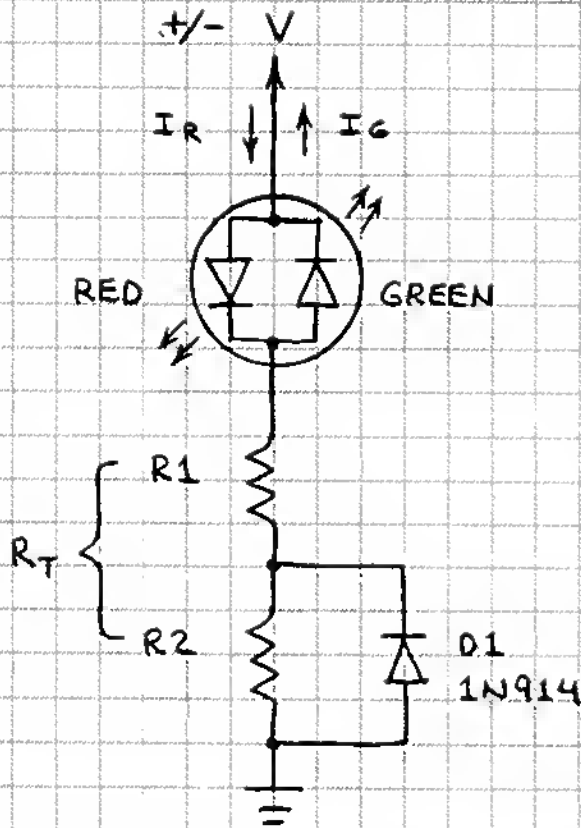 +/- V
IR IG
RED GREEN
R1
RT
R2 D1
1N914